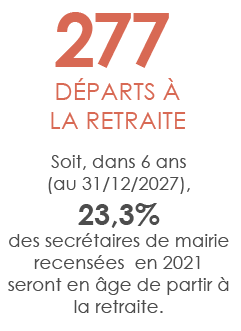 277
DÉPARTS À
LA RETRAITE
Soit, dans 6 ans
(au 31/12/2027),
23,3%
des secrétaires de mairie
recensées en 2021
seront en âge de partir à
la retraite.